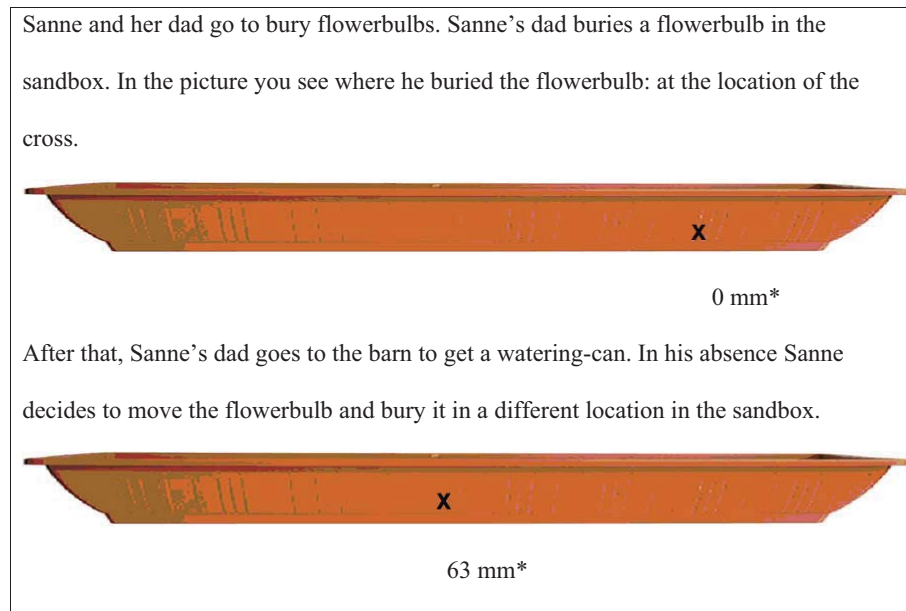 Sanne and her dad go to bury flowerbulbs. Sanne’s dad buries a flowerbulb in the
sandbox. In the picture you see where he buried the flowerbulb: at the location of the
cross.
X
0 mm*
After that, Sanne’s dad goes to the barn to get a watering-can. In his absence Sanne
decides to move the flowerbulb and bury it in a different location in the sandbox.
X
63 mm*